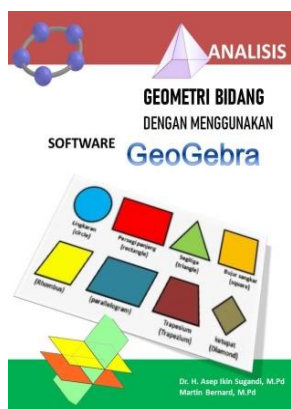 ANALISIS
GEOMETRI BIDANG
DENGAN MENGGUNAKAN
SOFTWARE
GeoGebra
Lingkaran
(circle)
Persegi panjang
(rectangle)
Segitiga
(triangle)
Bujur sangkar
(square)
(Rhombus)
(parallelogram)
Trapesium
(Trapezium)
ketupat
(Diamond)
Dr. H. Asep Ikin Sugandi, M.Pd
Martin Bernard, M.Pd